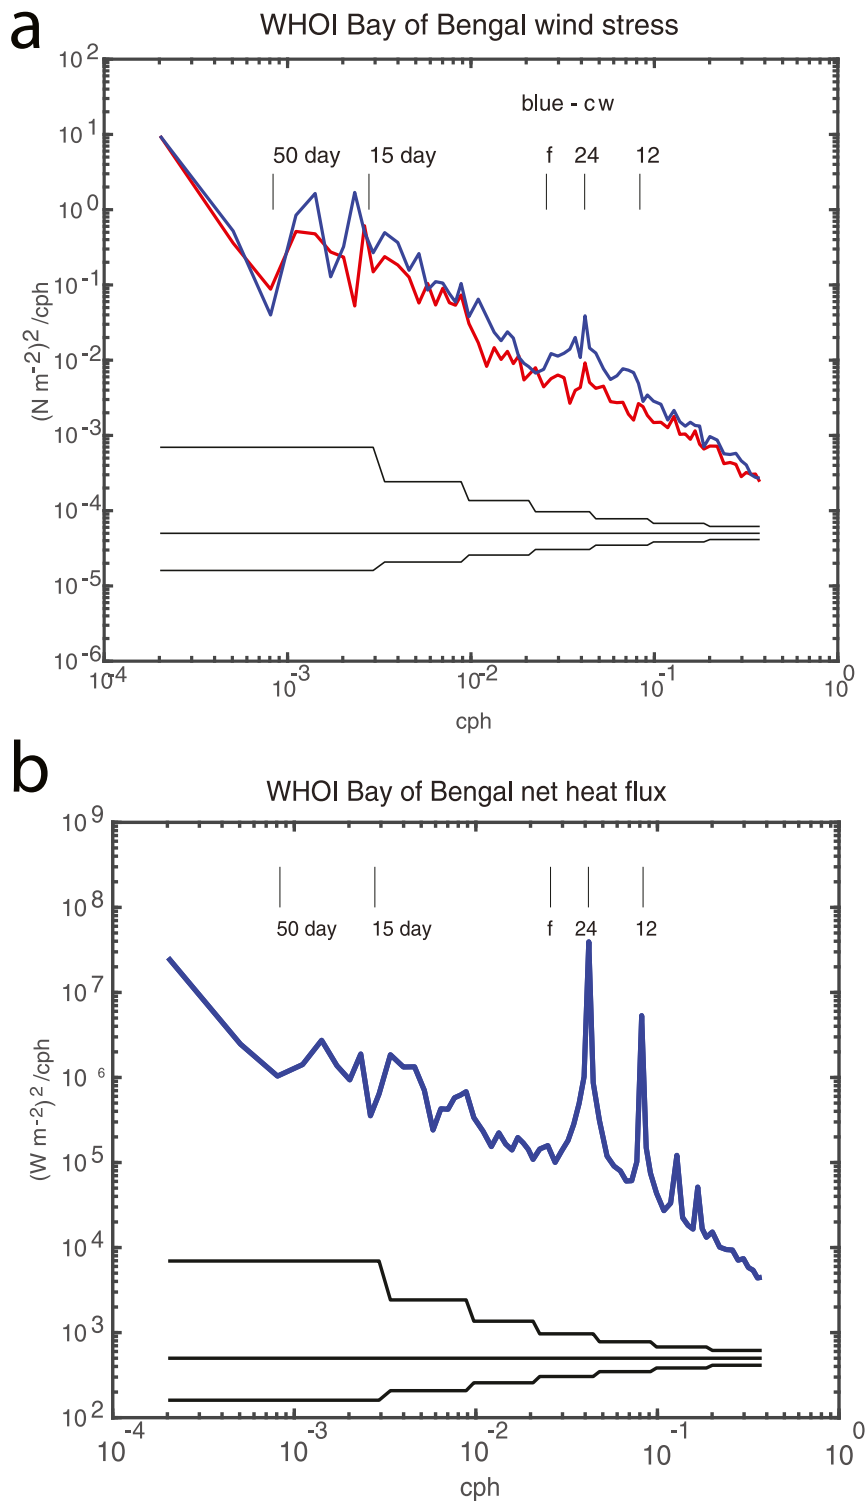 a
WHOI Bay of Bengal wind stress
10^2
10^1
10^0
10^-1
10^-2
10^-3
10^-4
10^-5
10^-6
(N m^-2)^2/cph
blue - cw
50 day 15 day f 24 12
10^-4 10^-3 10^-2 10^-1 10^0
cph
b
WHOI Bay of Bengal net heat flux
10^9
10^8
10^7
10^6
10^5
10^4
10^3
10^2
(W m^-2)^2/cph
50 day 15 day f 24 12
10^-4 10^-3 10^-2 10^-1 10^0
cph